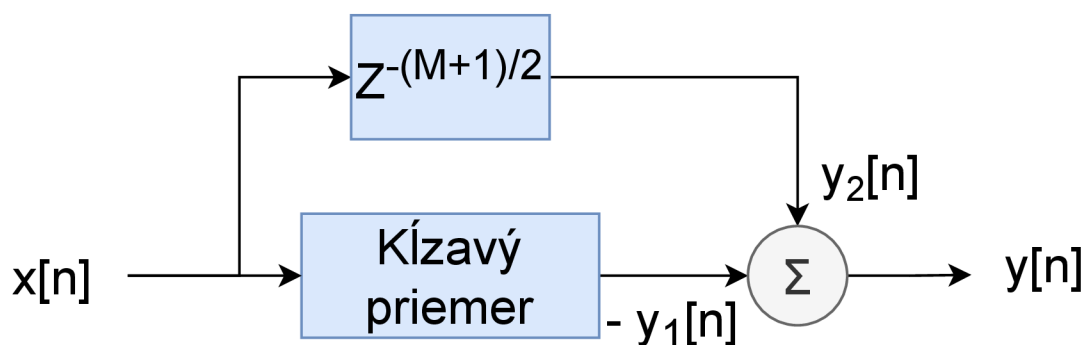 Z-(M+1)/2
y2[n]
x[n]
Kĺzavý
priemer
- y1[n]
Σ
y[n]